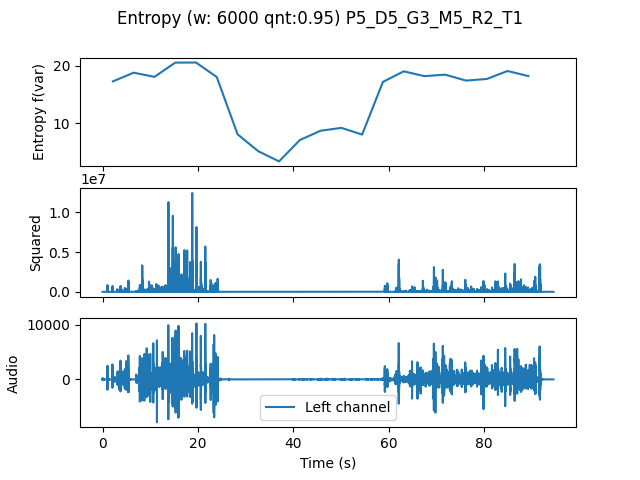 Entropy (w: 6000 qnt:0.95) P5_D5_G3_M5_R2_T1
Entropy f(var)
20
10
1e7
Squared
1.0
0.5
0.0
Audio
10000
0
Left channel
0 20 40 60 80
Time (s)